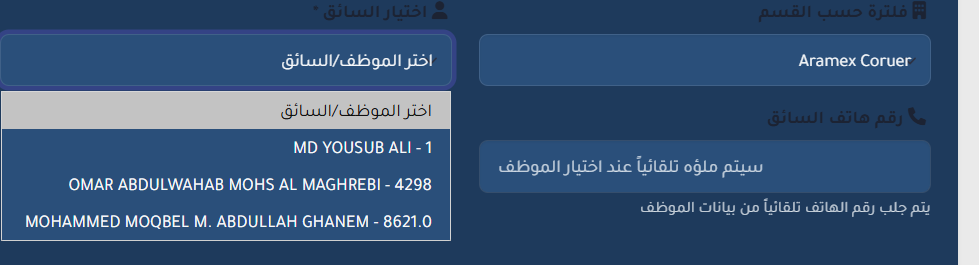 فلترة حسب القسم
Aramex Coruer
رقم هاتف السائق
سيتم ملؤه تلقائياً عند اختيار الموظف
يتم جلب رقم الهاتف تلقائياً من بيانات الموظف
اختيار السائق *
اختر الموظف/السائق
اختر الموظف/السائق
MD YOUSUB ALI - 1
OMAR ABDULWAHAB MOHS AL MAGHREBI - 4298
MOHAMMED MOQBEL M. ABDULLAH GHANEM - 8621.0